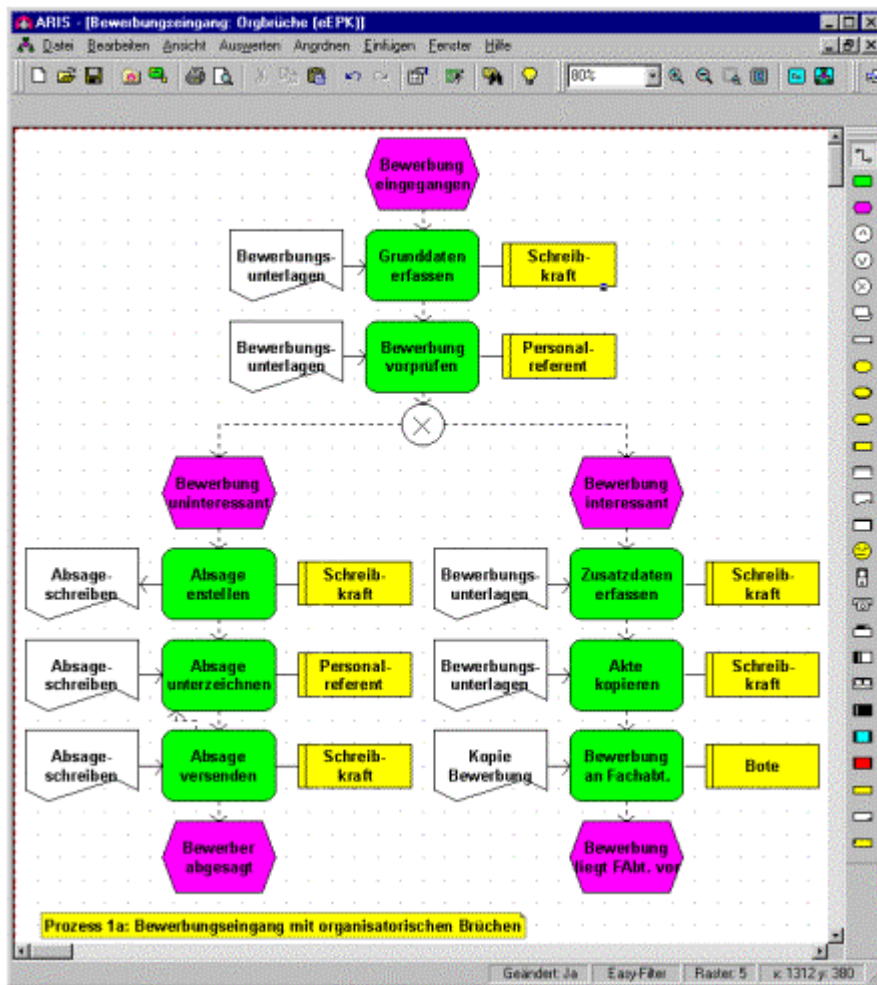 ARIS - [Bewerbungseingang: Orgbrüche (eEPK)]
Datei Bearbeiten Ansicht Auswerten Anordnen Einfügen Fenster Hilfe
80%
Bewerbung
eingegangen
Bewerbungs-
unterlagen
Grunddaten
erfassen
Schreib-
kraft
Bewerbungs-
unterlagen
Bewerbung
vorprüfen
Personal-
referent
Bewerbung
uninteressant
Bewerbung
interessant
Absage-
schreiben
Absage
erstellen
Schreib-
kraft
Bewerbungs-
unterlagen
Zusatzdaten
erfassen
Schreib-
kraft
Absage-
schreiben
Absage
unterzeichnen
Personal-
referent
Bewerbungs-
unterlagen
Akte
kopieren
Schreib-
kraft
Absage-
schreiben
Absage
versenden
Schreib-
kraft
Kopie
Bewerbung
Bewerbung
an Fachabt.
Bote
Bewerber
abgesagt
Bewerbung
liegt FAbt. vor
Prozess 1a: Bewerbungseingang mit organisatorischen Brüchen
Geändert: Ja Easy-Filter Raster: 5 x: 1312 y: 380